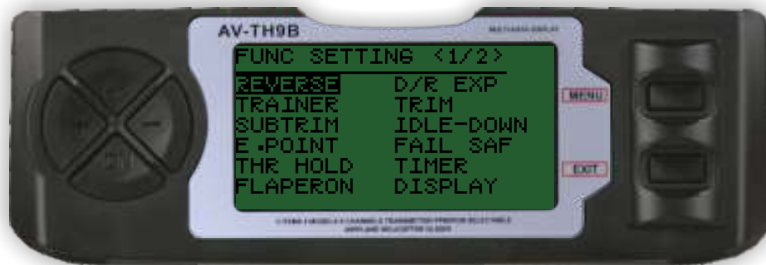 AV-TH9B
FUNC SETTING <1/2>
REVERSE D/R EXP
TRAINER TRIM
SUBTRIM IDLE-DOWN
E.POINT FAIL SAF
THR HOLD TIMER
FLAPERON DISPLAY
MENU
EXIT